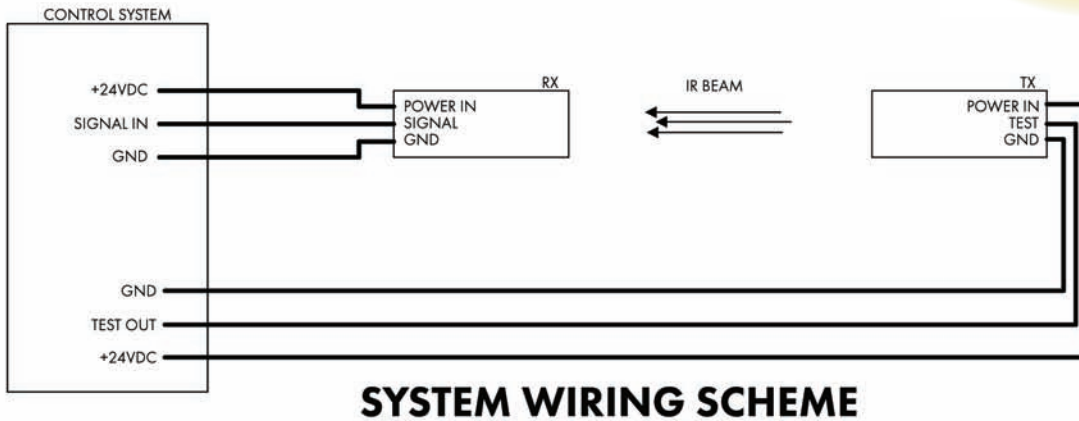 CONTROL SYSTEM
+24VDC
SIGNAL IN
GND
RX
POWER IN
SIGNAL
GND
IR BEAM
TX
POWER IN
TEST
GND
GND
TEST OUT
+24VDC
SYSTEM WIRING SCHEME